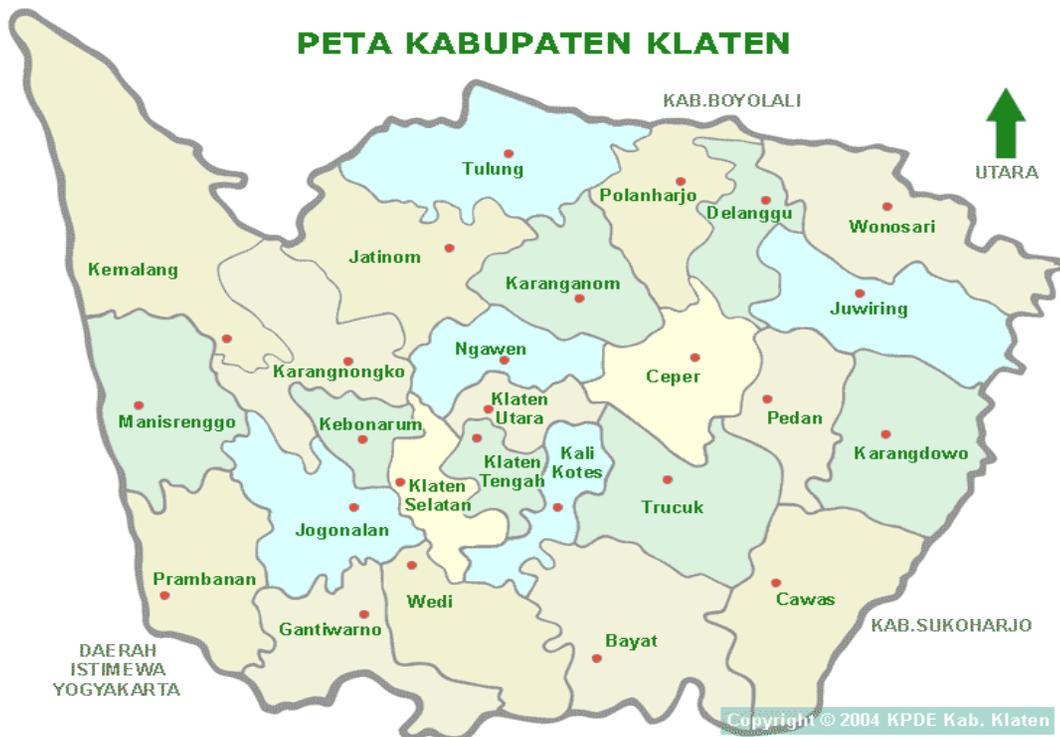 PETA KABUPATEN KLATEN
KAB.BOYOLALI
UTARA
Tulung
Polanharjo
Delanggu
Wonosari
Jatinom
Kemalang
Karanganom
Juwiring
Ngawen
Karangnongko
Ceper
Klaten
Utara
Manisrenggo
Kebonarum
Pedan
Karangdowo
Klaten
Tengah
Kali
Kotes
Klaten
Selatan
Trucuk
Jogonalan
Prambanan
Wedi
Cawas
Gantiwarno
Bayat
KAB.SUKOHARJO
DAERAH
ISTIMEWA
YOGYAKARTA
Copyright © 2004 KPDE Kab. Klaten